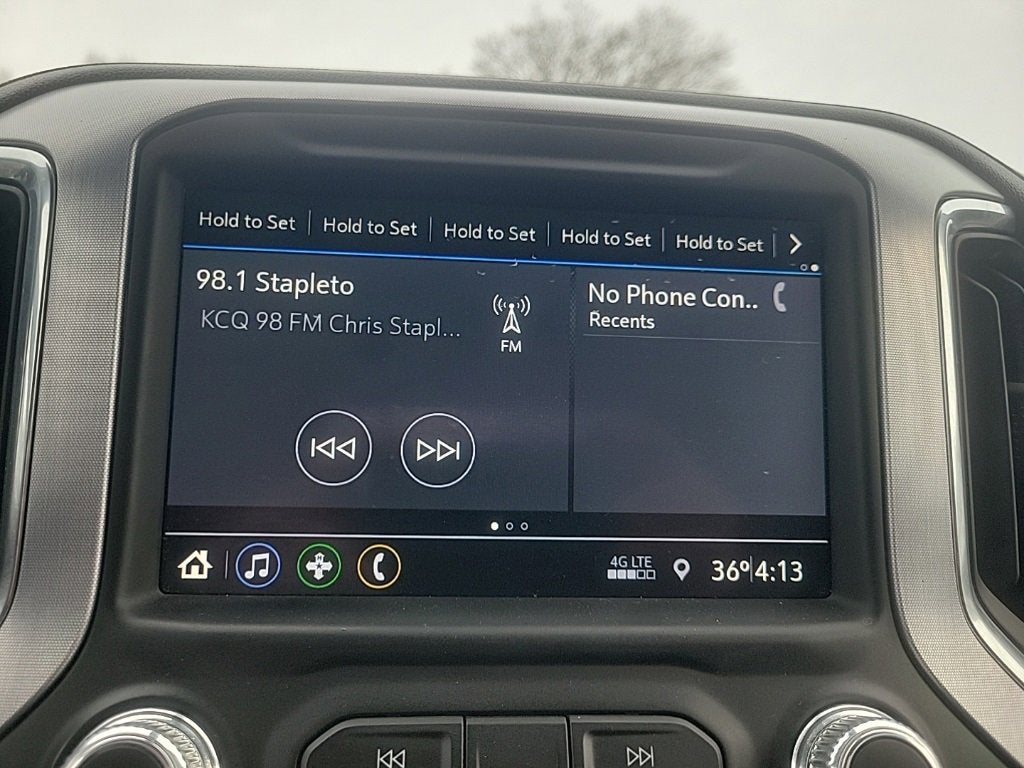 Hold to Set Hold to Set Hold to Set Hold to Set Hold to Set
98.1 Stapleto
KCQ 98 FM Chris Stapl...
FM
No Phone Con..
Recents
4G LTE
36° 4:13